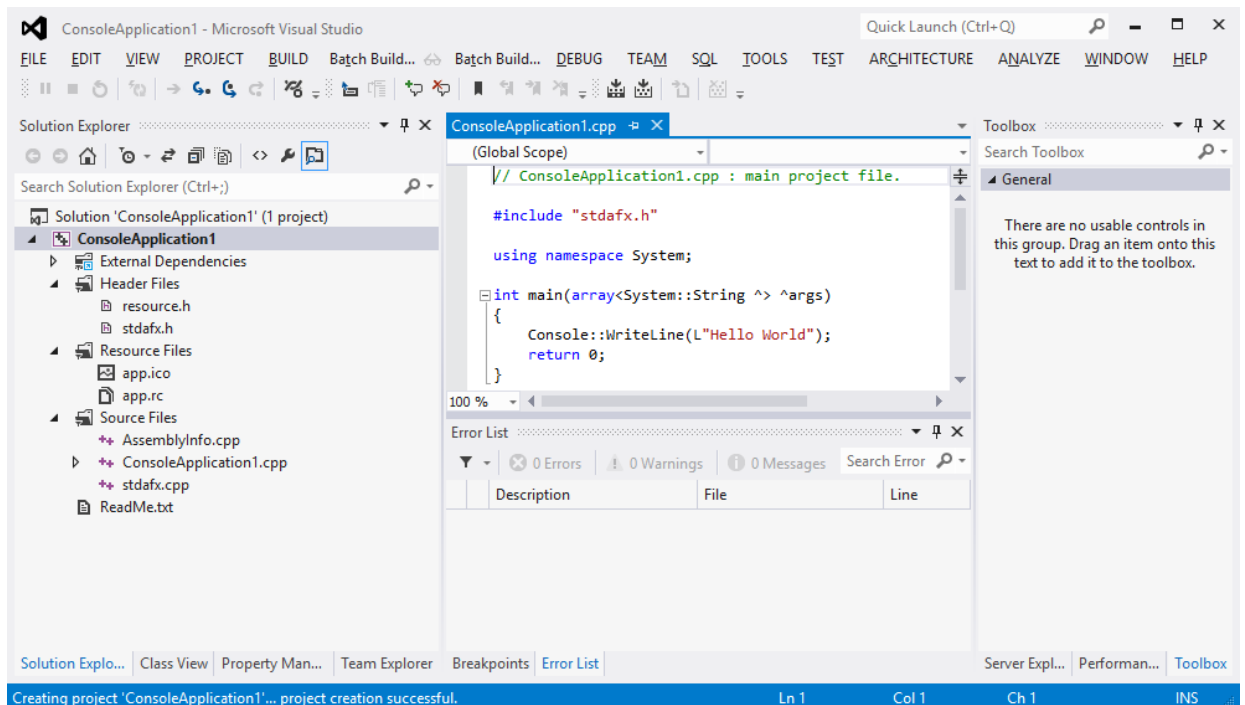 ConsoleApplication1 - Microsoft Visual Studio
Quick Launch (Ctrl+Q)
FILE EDIT VIEW PROJECT BUILD Batch Build... Batch Build... DEBUG TEAM SQL TOOLS TEST ARCHITECTURE ANALYZE WINDOW HELP
Solution Explorer
Search Solution Explorer (Ctrl+;)
Solution 'ConsoleApplication1' (1 project)
ConsoleApplication1
External Dependencies
Header Files
resource.h
stdafx.h
Resource Files
app.ico
app.rc
Source Files
AssemblyInfo.cpp
ConsoleApplication1.cpp
stdafx.cpp
ReadMe.txt
Solution Explo... Class View Property Man... Team Explorer
ConsoleApplication1.cpp
(Global Scope)
// ConsoleApplication1.cpp : main project file.
#include "stdafx.h"
using namespace System;
int main(array<System::String ^> ^args)
{
Console::WriteLine(L"Hello World");
return 0;
}
100 %
Error List
0 Errors 0 Warnings 0 Messages Search Error
Description File Line
Breakpoints Error List
Toolbox
Search Toolbox
General
There are no usable controls in
this group. Drag an item onto this
text to add it to the toolbox.
Server Expl... Performan... Toolbox
Creating project 'ConsoleApplication1'... project creation successful. Ln 1 Col 1 Ch 1 INS